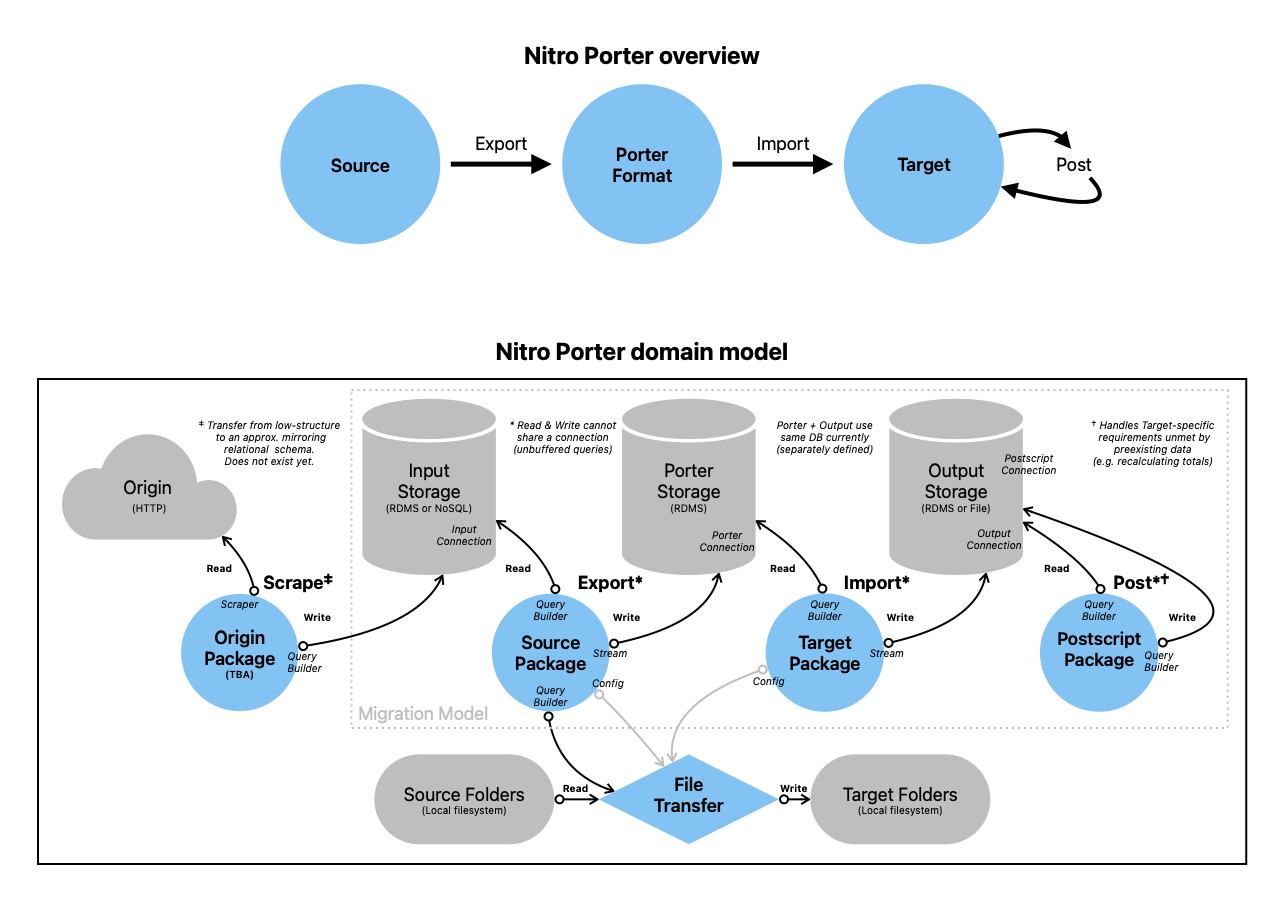 Nitro Porter overview
Source
Export
Porter
Format
Import
Target
Post
Nitro Porter domain model
‡ Transfer from low-structure
to an approx. mirroring
relational schema.
Does not exist yet.
* Read & Write cannot
share a connection
(unbuffered queries)
Porter + Output use
same DB currently
(separately defined)
† Handles Target-specific
requirements unmet by
preexisting data
(e.g. recalculating totals)
Origin
(HTTP)
Input
Storage
(RDMS or NoSQL)
Input
Connection
Porter
Storage
(RDMS)
Porter
Connection
Output
Storage
(RDMS or File)
Postscript
Connection
Output
Connection
Read
Scrape‡
Scraper
Write
Origin
Package
(TBA)
Query
Builder
Read
Export*
Query
Builder
Write
Source
Package
Stream
Query
Builder
Config
Read
Import*
Query
Builder
Write
Target
Package
Stream
Config
Read
Post*†
Query
Builder
Write
Postscript
Package
Query
Builder
Migration Model
Source Folders
(Local filesystem)
Read
File
Transfer
Write
Target Folders
(Local filesystem)